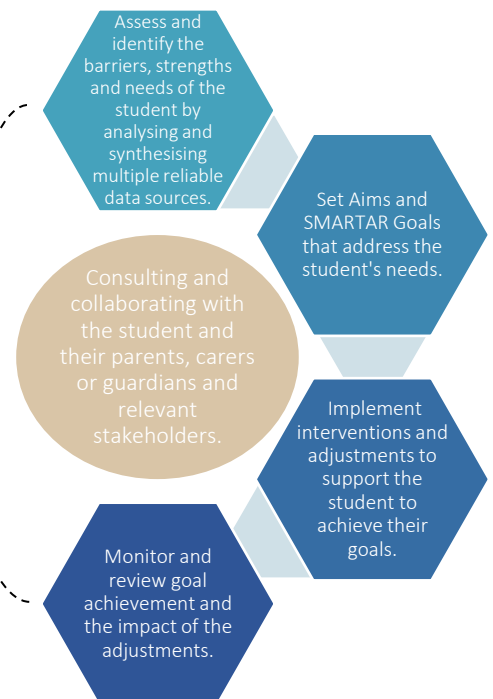 Assess and
identify the
barriers, strengths
and needs of the
student by
analysing and
synthesising
multiple reliable
data sources.
Set Aims and
SMARTAR Goals
that address the
student's needs.
Consulting and
collaborating with
the student and
their parents, carers
or guardians and
relevant
stakeholders.
Implement
interventions and
adjustments to
support the
student to
achieve their
goals.
Monitor and
review goal
achievement and
the impact of the
adjustments.